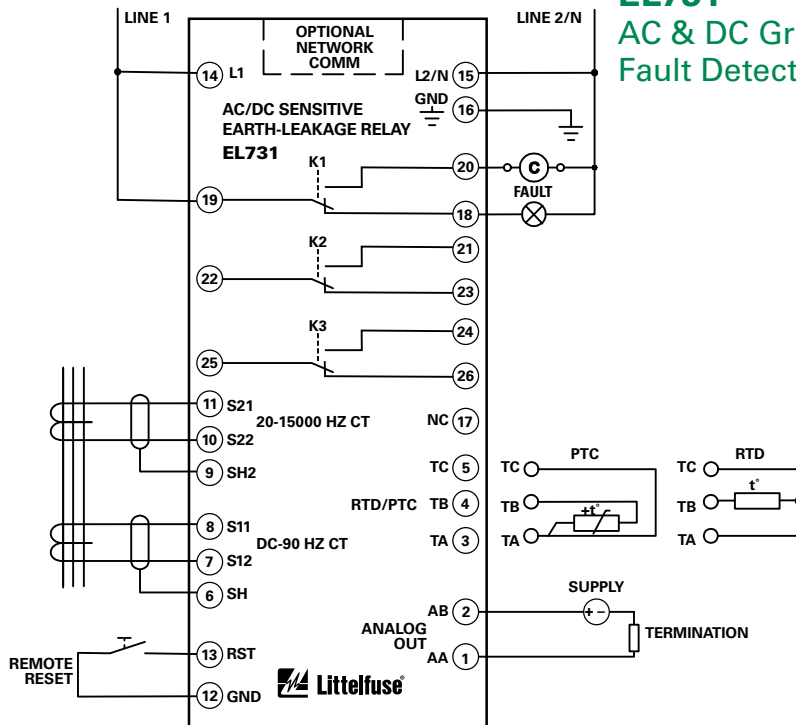 EL731
AC & DC Gr
Fault Detect
LINE 1
LINE 2/N
OPTIONAL
NETWORK
COMM
14 L1
L2/N 15
GND 16
AC/DC SENSITIVE
EARTH-LEAKAGE RELAY
EL731
K1
20
C
FAULT
19
18
K2
21
22
23
K3
24
25
26
11 S21
20-15000 HZ CT
NC 17
10 S22
9 SH2
TC 5
RTD/PTC TB 4
TA 3
PTC
TC
TB
+t°
TA
RTD
TC
t°
TB
TA
8 S11
DC-90 HZ CT
7 S12
6 SH
SUPPLY
AB 2
+ −
ANALOG
OUT
TERMINATION
AA 1
13 RST
REMOTE
RESET
12 GND
Littelfuse®